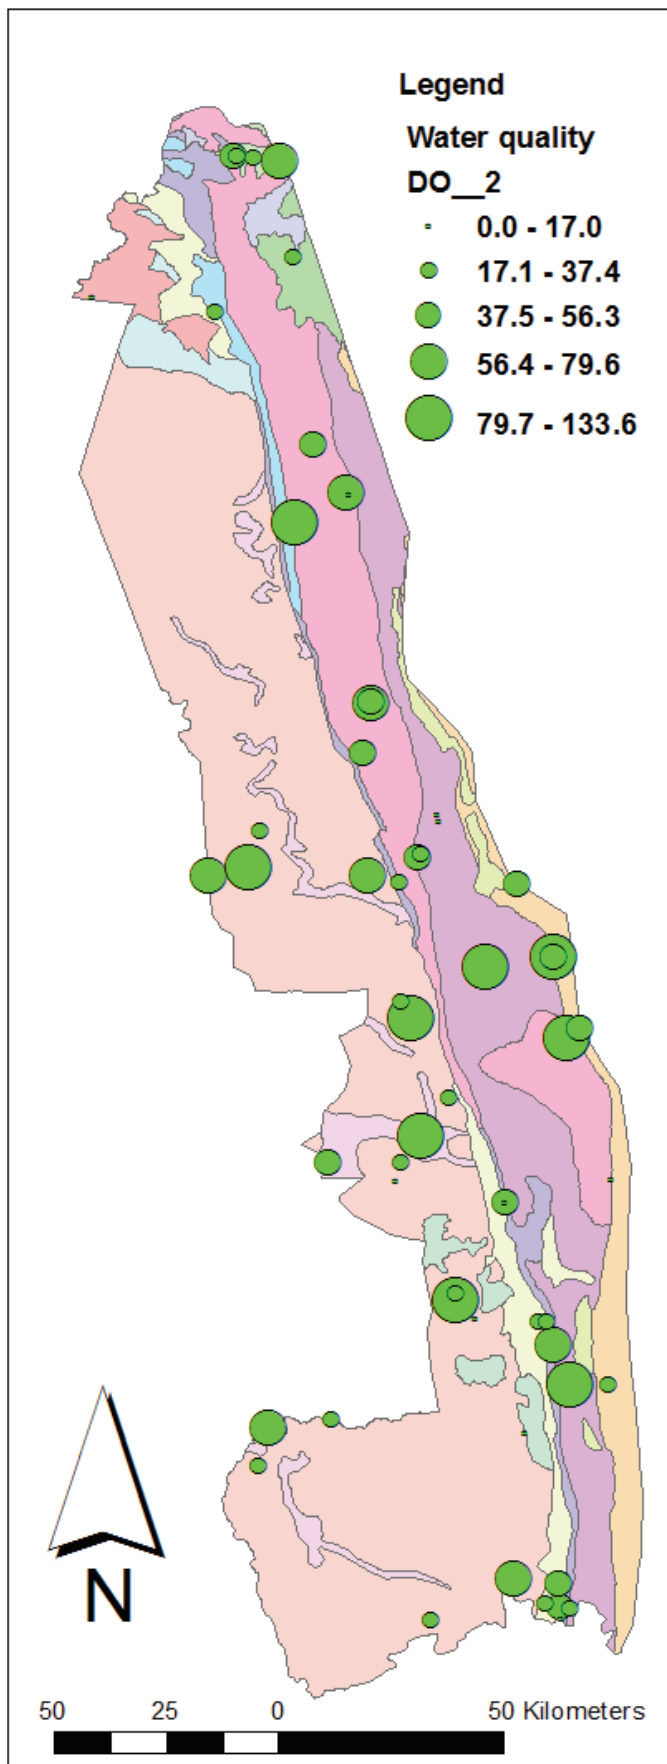 Legend
Water quality
DO__2
0.0 - 17.0
17.1 - 37.4
37.5 - 56.3
56.4 - 79.6
79.7 - 133.6
N
50 25 0 50 Kilometers